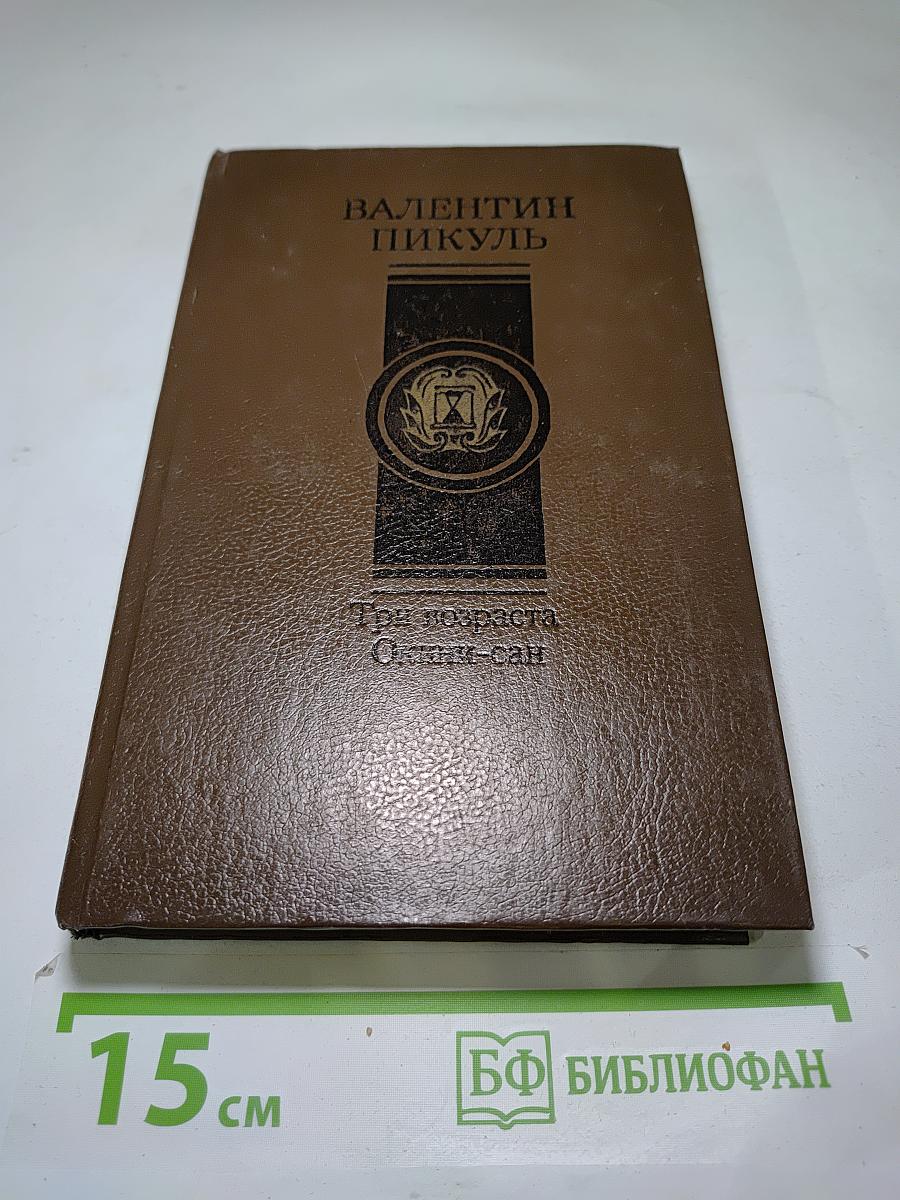 ВАЛЕНТИН
ПИКУЛЬ
Три возраста
Окини-сан
15 см
БФ БИБЛИОФАН